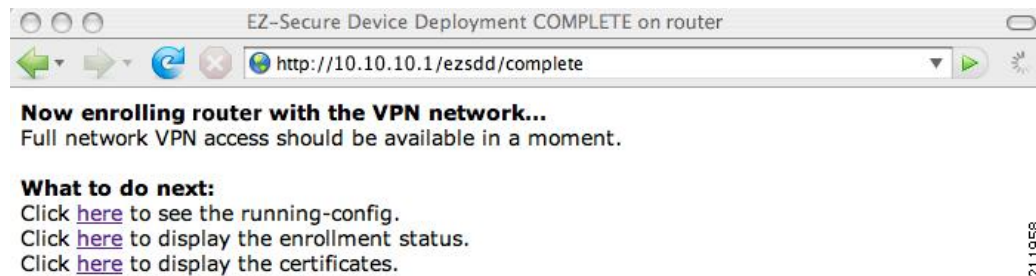 EZ-Secure Device Deployment COMPLETE on router
http://10.10.10.1/ezsdd/complete
Now enrolling router with the VPN network...
Full network VPN access should be available in a moment.
What to do next:
Click here to see the running-config.
Click here to display the enrollment status.
Click here to display the certificates.